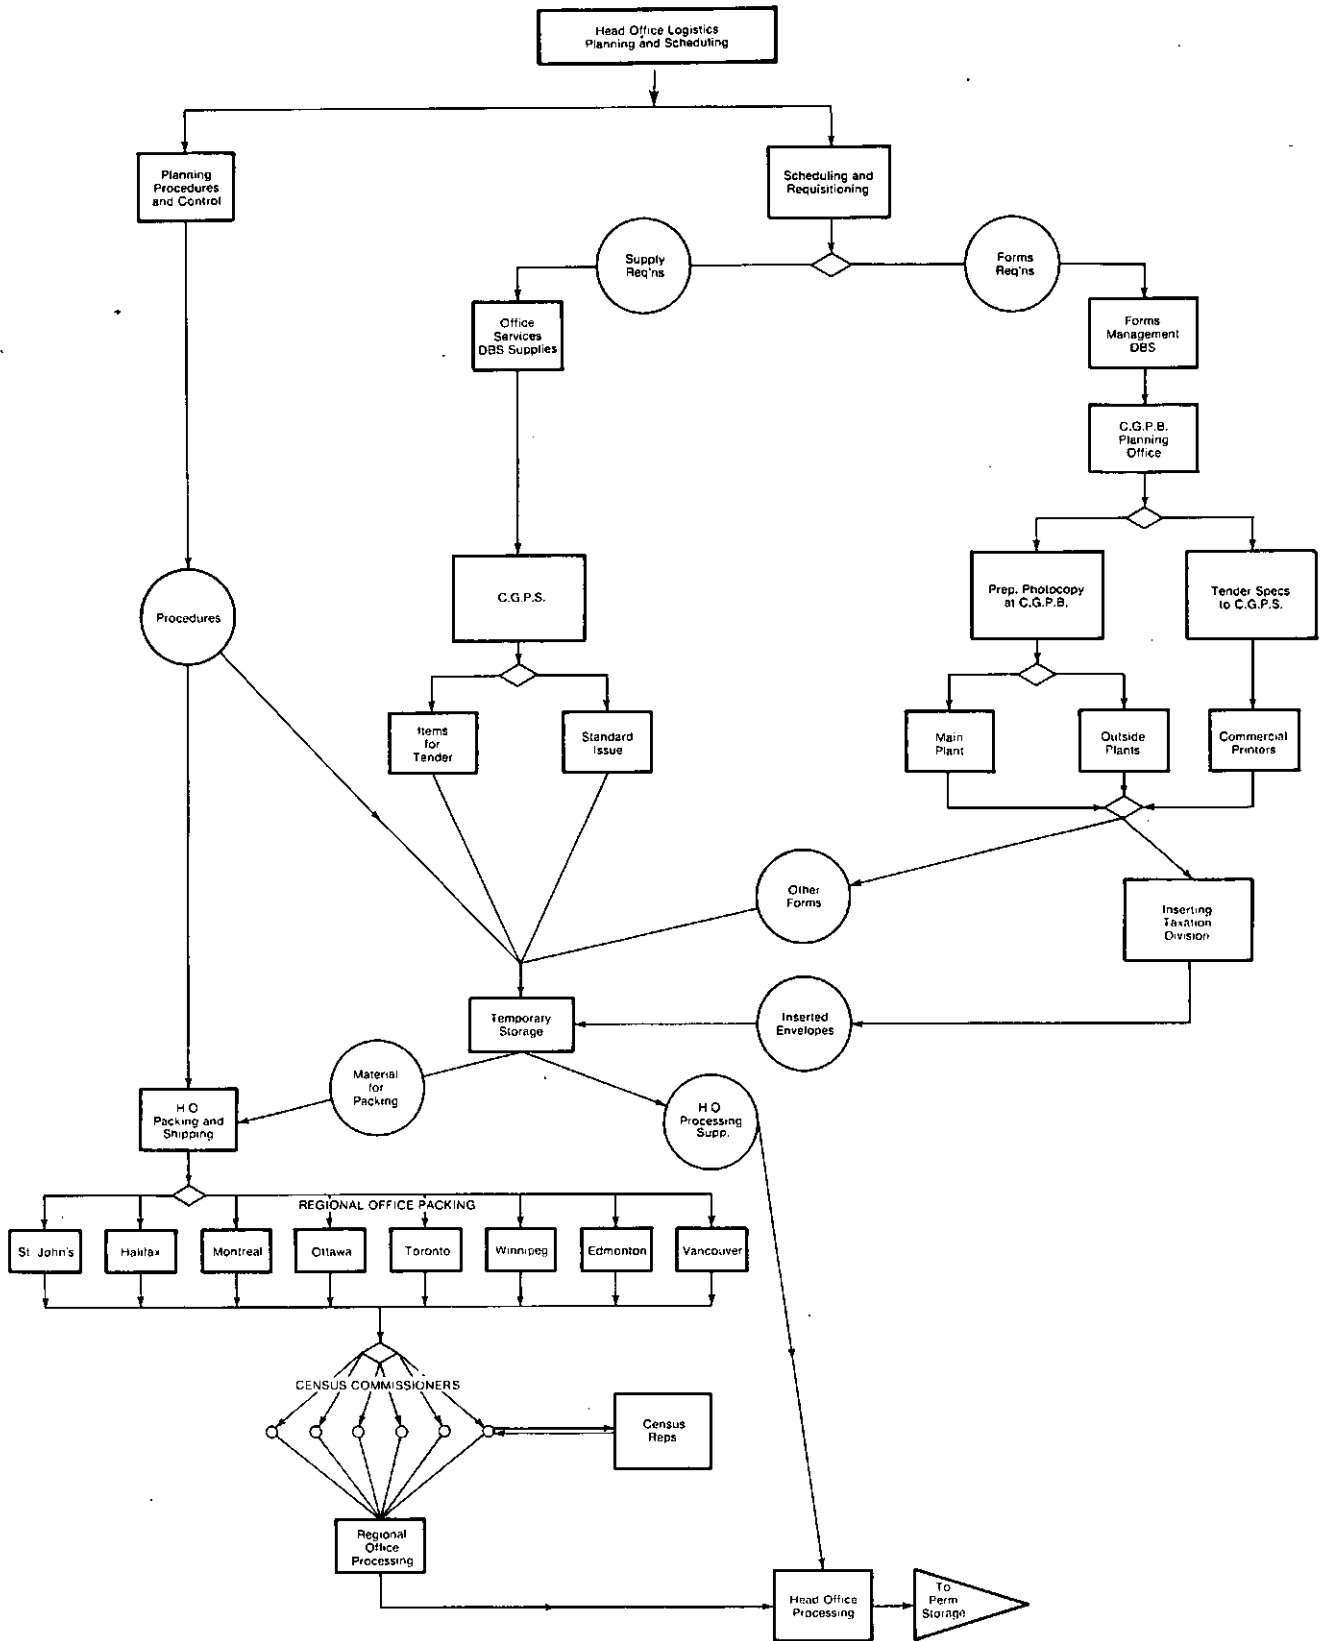 Head Office Logistics
Planning and Scheduling
Planning
Procedures
and Control
Scheduling and
Requisitioning
Supply
Req'ns
Forms
Req'ns
Office
Services
DBS Supplies
Forms
Management
DBS
C.G.P.B.
Planning
Office
C.G.P.S.
Prep. Photocopy
at C.G.P.B.
Tender Specs
to C.G.P.S.
Procedures
Items
for
Tender
Standard
Issue
Main
Plant
Outside
Plants
Commercial
Printers
Other
Forms
Inserting
Taxation
Division
Temporary
Storage
Inserted
Envelopes
Material
for
Packing
H O
Packing and
Shipping
H O
Processing
Supp.
REGIONAL OFFICE PACKING
St. John's
Halifax
Montreal
Ottawa
Toronto
Winnipeg
Edmonton
Vancouver
CENSUS COMMISSIONERS
Census
Reps
Regional
Office
Processing
Head Office
Processing
To
Perm
Storage